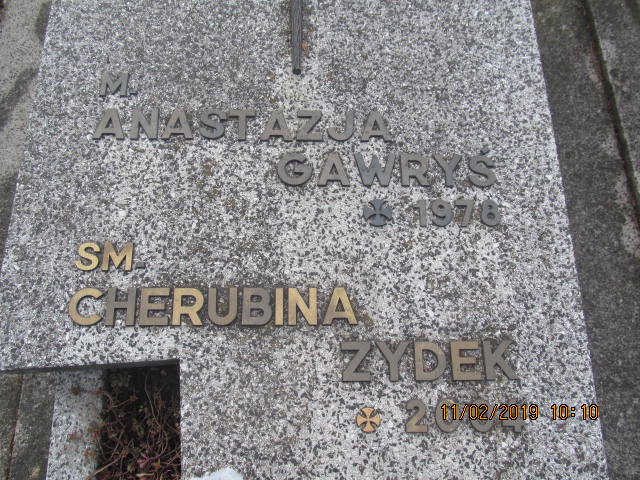 M.
ANASTAZJA
GAWRYŚ
1978
SM.
CHERUBINA
ZYDEK
11/02/2019 10:10